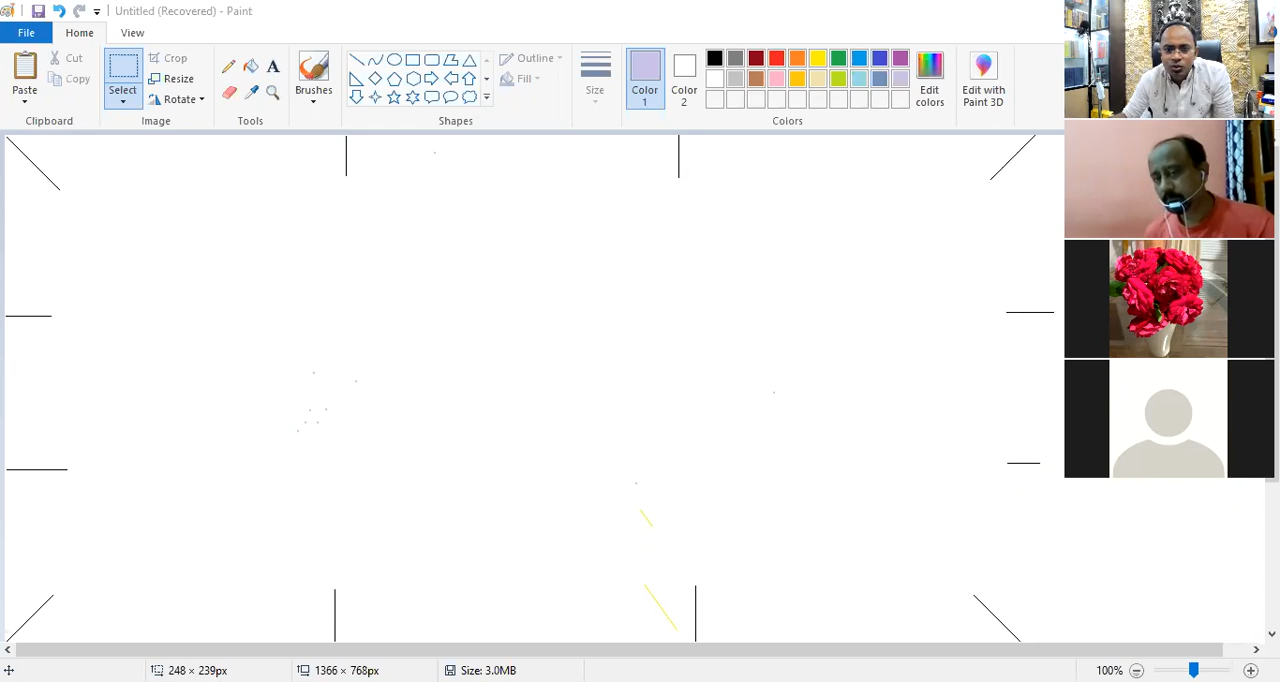 Untitled (Recovered) - Paint
File Home View
Paste
Cut
Copy
Clipboard
Select
Crop
Resize
Rotate
Image
A
Tools
Brushes
Shapes
Outline
Fill
Size
Color 1
Color 2
Edit colors
Edit with Paint 3D
Colors
248 × 239px
1366 × 768px
Size: 3.0MB
100%